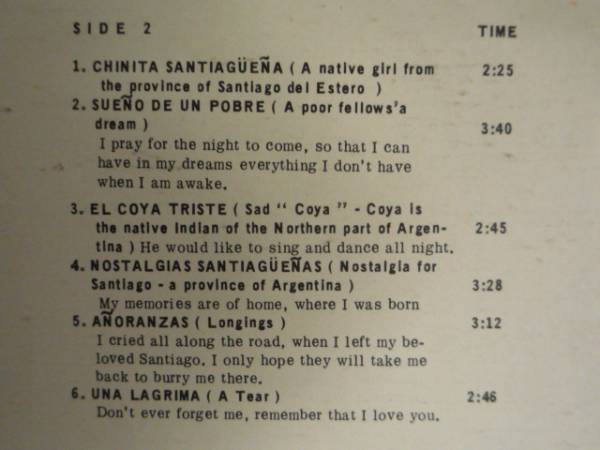 SIDE 2 TIME
1. CHINITA SANTIAGÜEÑA ( A native girl from 2:25
the province of Santiago del Estero )
2. SUEÑO DE UN POBRE ( A poor fellows'a
dream ) 3:40
I pray for the night to come, so that I can
have in my dreams everything I don't have
when I am awake.
3. EL COYA TRISTE ( Sad " Coya " - Coya is
the native Indian of the Northern part of Argen- 2:45
tina ) He would like to sing and dance all night.
4. NOSTALGIAS SANTIAGÜEÑAS ( Nostalgia for
Santiago - a province of Argentina ) 3:28
My memories are of home, where I was born
5. AÑORANZAS ( Longings ) 3:12
I cried all along the road, when I left my be-
loved Santiago. I only hope they will take me
back to burry me there.
6. UNA LAGRIMA ( A Tear ) 2:46
Don't ever forget me, remember that I love you.